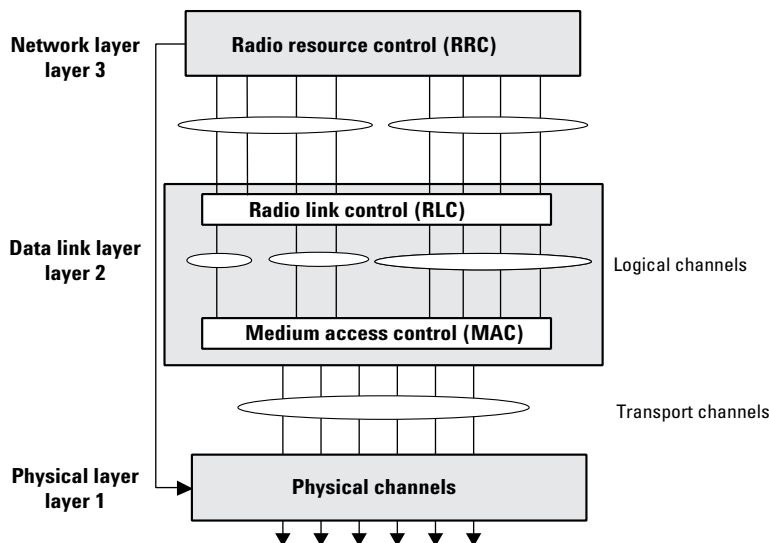 Network layer
layer 3
Radio resource control (RRC)
Radio link control (RLC)
Data link layer
layer 2
Logical channels
Medium access control (MAC)
Transport channels
Physical layer
layer 1
Physical channels